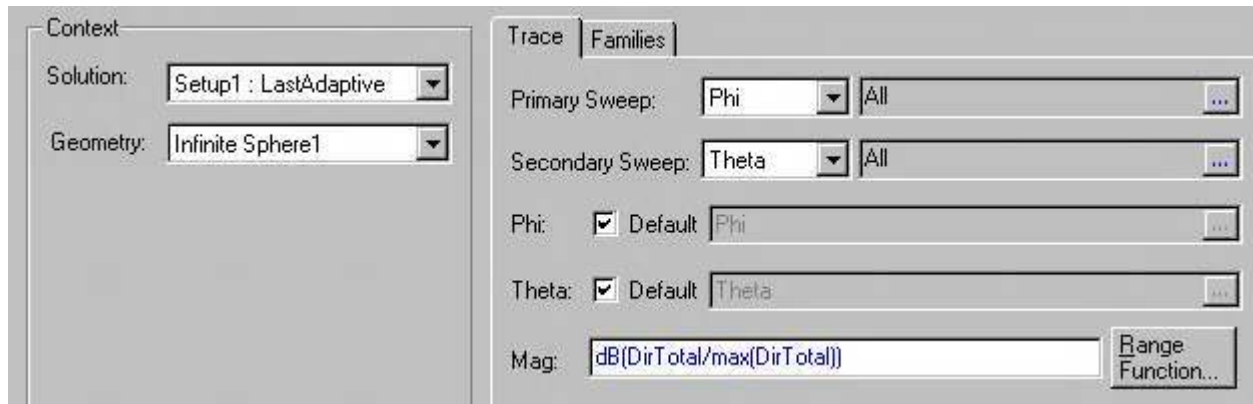 Context
Solution: Setup1 : LastAdaptive
Geometry: Infinite Sphere1
Trace Families
Primary Sweep: Phi All ...
Secondary Sweep: Theta All ...
Phi: Default Phi ...
Theta: Default Theta ...
Mag: dB(DirTotal/max(DirTotal)) Range
Function...